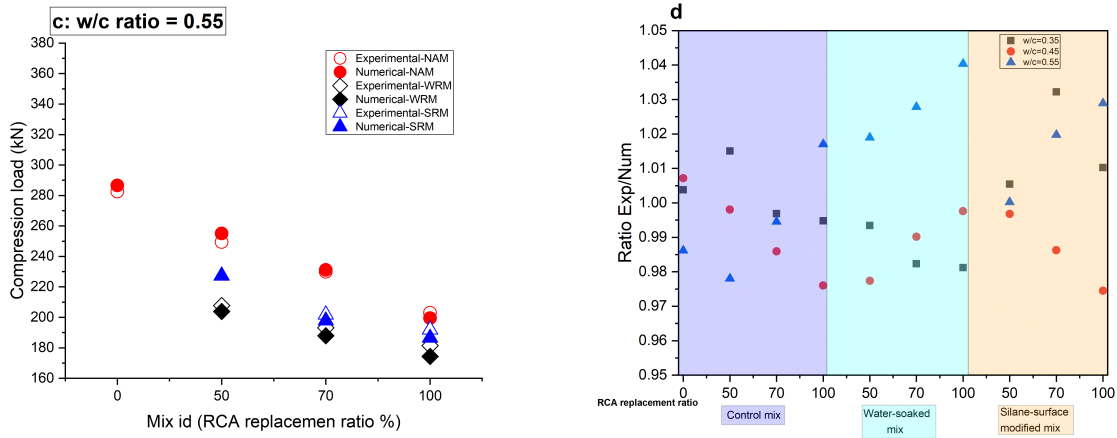 c: w/c ratio = 0.55
380
360
340
320
300
280
260
240
220
200
180
160
Compression load (kN)
Experimental-NAM
Numerical-NAM
Experimental-WRM
Numerical-WRM
Experimental-SRM
Numerical-SRM
0 50 70 100
Mix id (RCA replacemen ratio %)
d
1.05
1.04
1.03
1.02
1.01
1.00
0.99
0.98
0.97
0.96
0.95
Ratio Exp/Num
w/c=0.35
w/c=0.45
w/c=0.55
0 50 70 100 50 70 100 50 70 100
RCA replacement ratio
Control mix
Water-soaked
mix
Silane-surface
modified mix